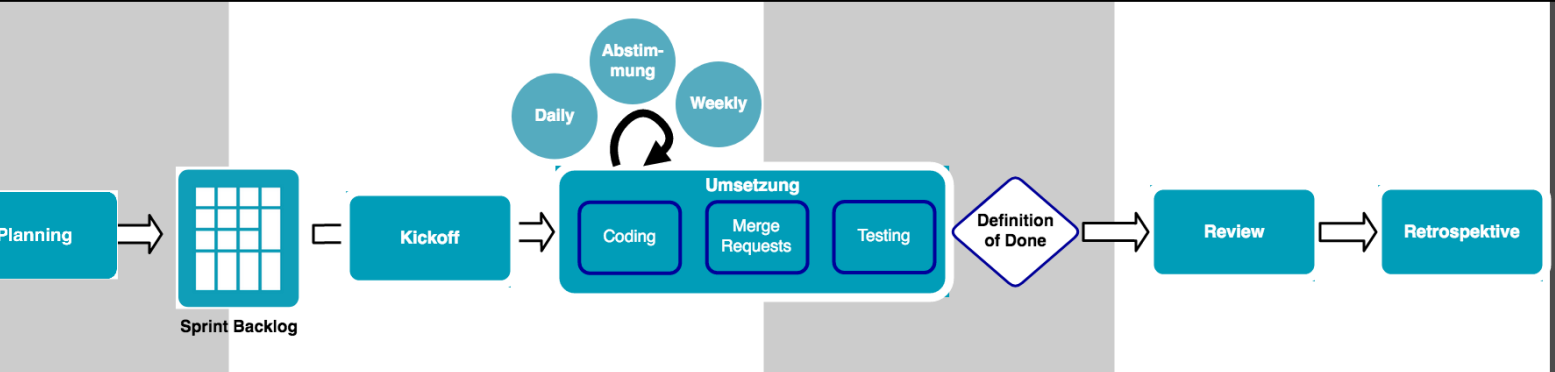 Planning
Sprint Backlog
Kickoff
Daily
Abstim-
mung
Weekly
Umsetzung
Coding
Merge
Requests
Testing
Definition
of Done
Review
Retrospektive